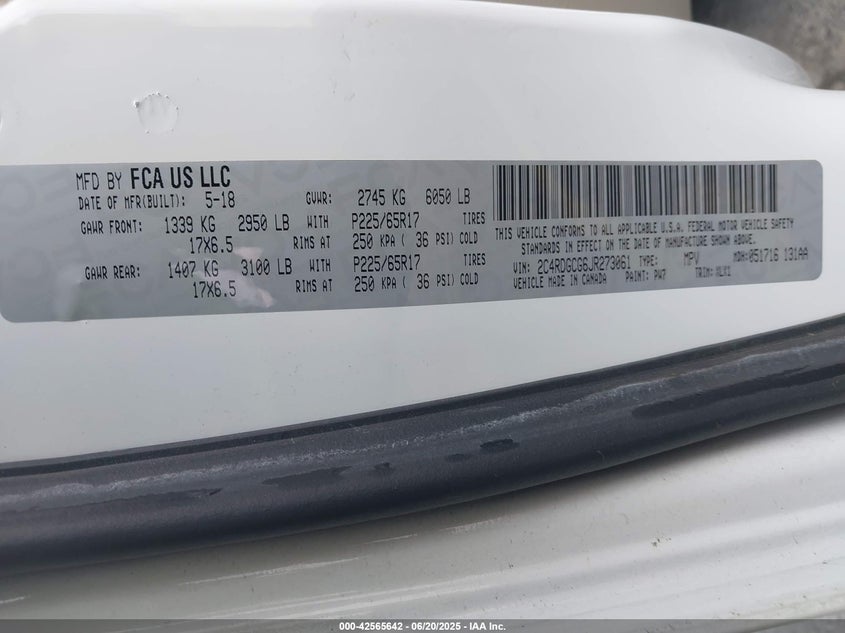 MFD BY FCA US LLC
DATE OF MFR(BUILT): 5-18 GVWR: 2745 KG 6050 LB
GAWR FRONT: 1339 KG 2950 LB WITH P225/65R17 TIRES
17X6.5 RIMS AT 250 KPA ( 36 PSI) COLD
GAWR REAR: 1407 KG 3100 LB WITH P225/65R17 TIRES
17X6.5 RIMS AT 250 KPA ( 36 PSI) COLD
THIS VEHICLE CONFORMS TO ALL APPLICABLE U.S.A. FEDERAL MOTOR VEHICLE SAFETY
STANDARDS IN EFFECT ON THE DATE OF MANUFACTURE SHOWN ABOVE.
VIN: 2C4RDGCG6JR273061 TYPE: MPV MDH:051716 131AA
VEHICLE MADE IN CANADA PAINT: PW7 TRIM:
000-42565642 / 06/20/2025 - IAA Inc.